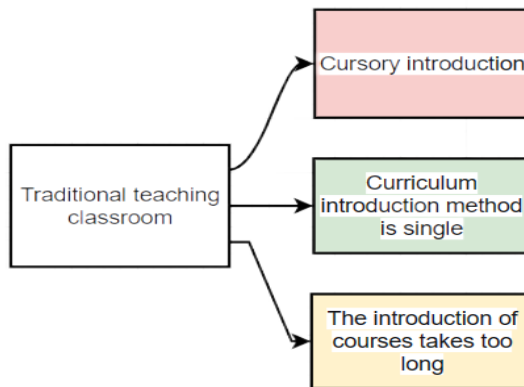 Cursory introduction
Traditional teaching
classroom
Curriculum
introduction method
is single
The introduction of
courses takes too
long